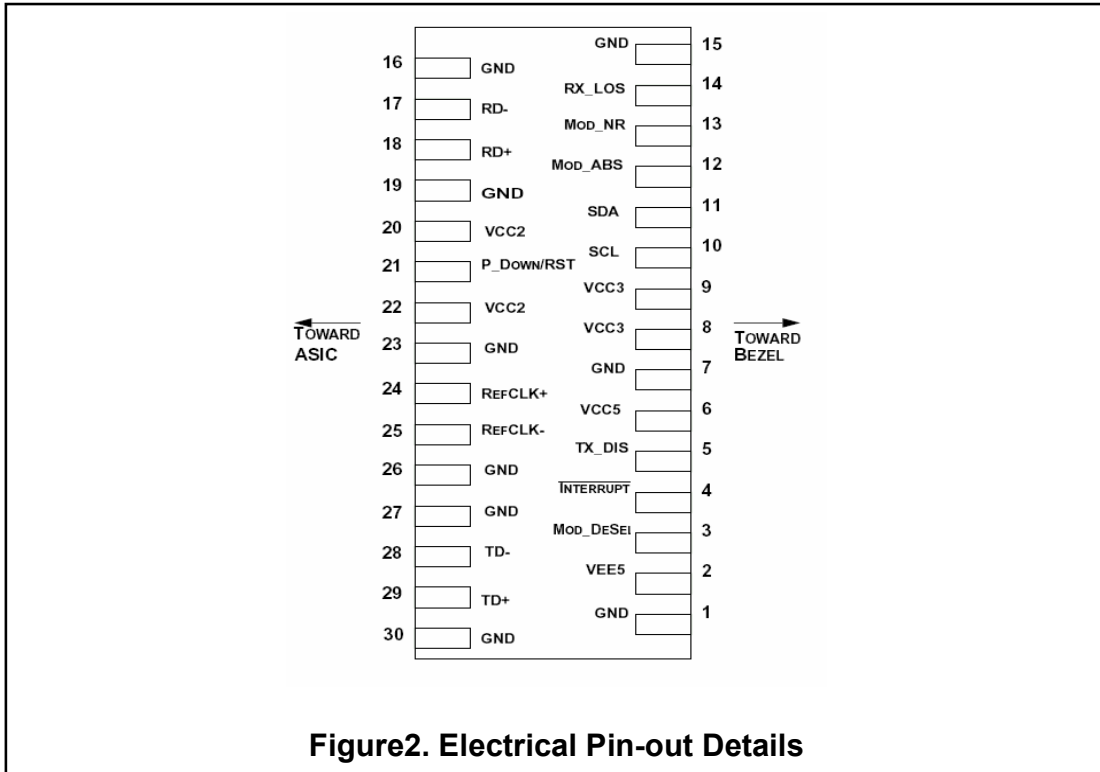 GND 15
16 GND
RX_LOS 14
17 RD-
MOD_NR 13
18 RD+
MOD_ABS 12
19 GND
SDA 11
20 VCC2
SCL 10
21 P_DOWN/RST
VCC3 9
22 VCC2
VCC3 8
TOWARD ASIC
TOWARD BEZEL
23 GND
GND 7
24 REFCLK+
VCC5 6
25 REFCLK-
TX_DIS 5
26 GND
INTERRUPT 4
27 GND
MOD_DESEl 3
28 TD-
VEE5 2
29 TD+
GND 1
30 GND
Figure2. Electrical Pin-out Details